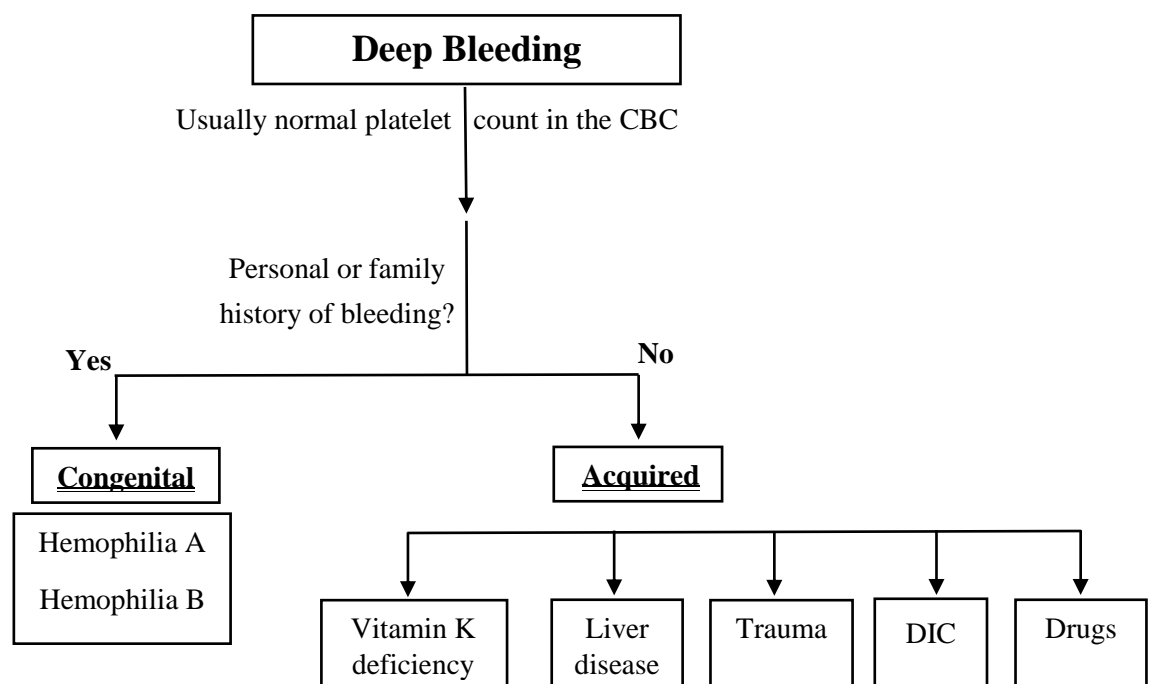 Deep Bleeding
Usually normal platelet count in the CBC
Personal or family
history of bleeding?
Yes
No
Congenital
Acquired
Hemophilia A
Hemophilia B
Vitamin K
deficiency
Liver
disease
Trauma
DIC
Drugs